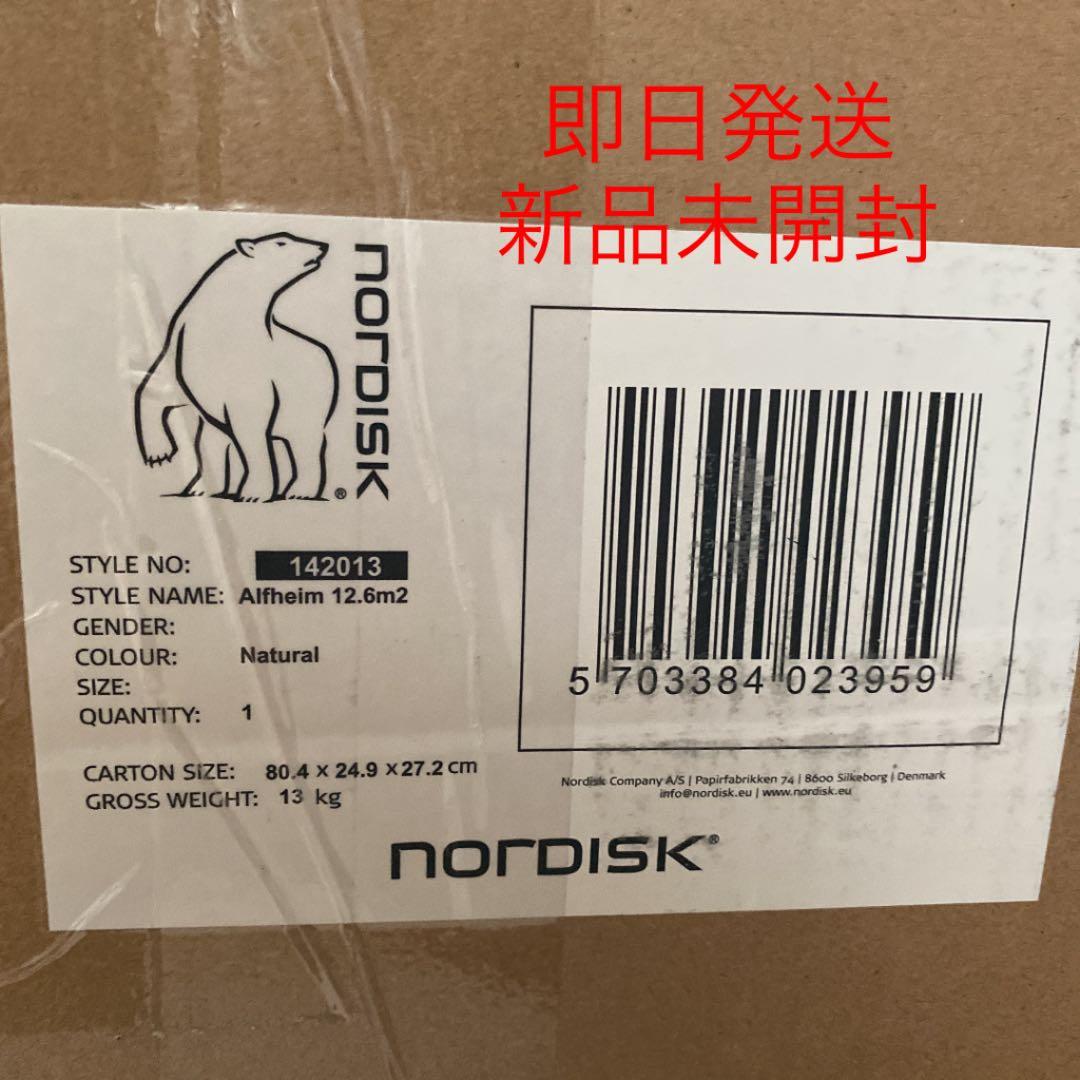 即日発送
新品未開封
NORDISK®
STYLE NO: 142013
STYLE NAME: Alfheim 12.6m2
GENDER:
COLOUR: Natural
SIZE:
QUANTITY: 1
CARTON SIZE: 80.4 x 24.9 x27.2 cm
GROSS WEIGHT: 13 kg
5 703384 023959
Nordisk Company A/S | Papirfabrikken 74 | 8600 Silkeborg | Denmark
info@nordisk.eu | www.nordisk.eu
NORDISK®